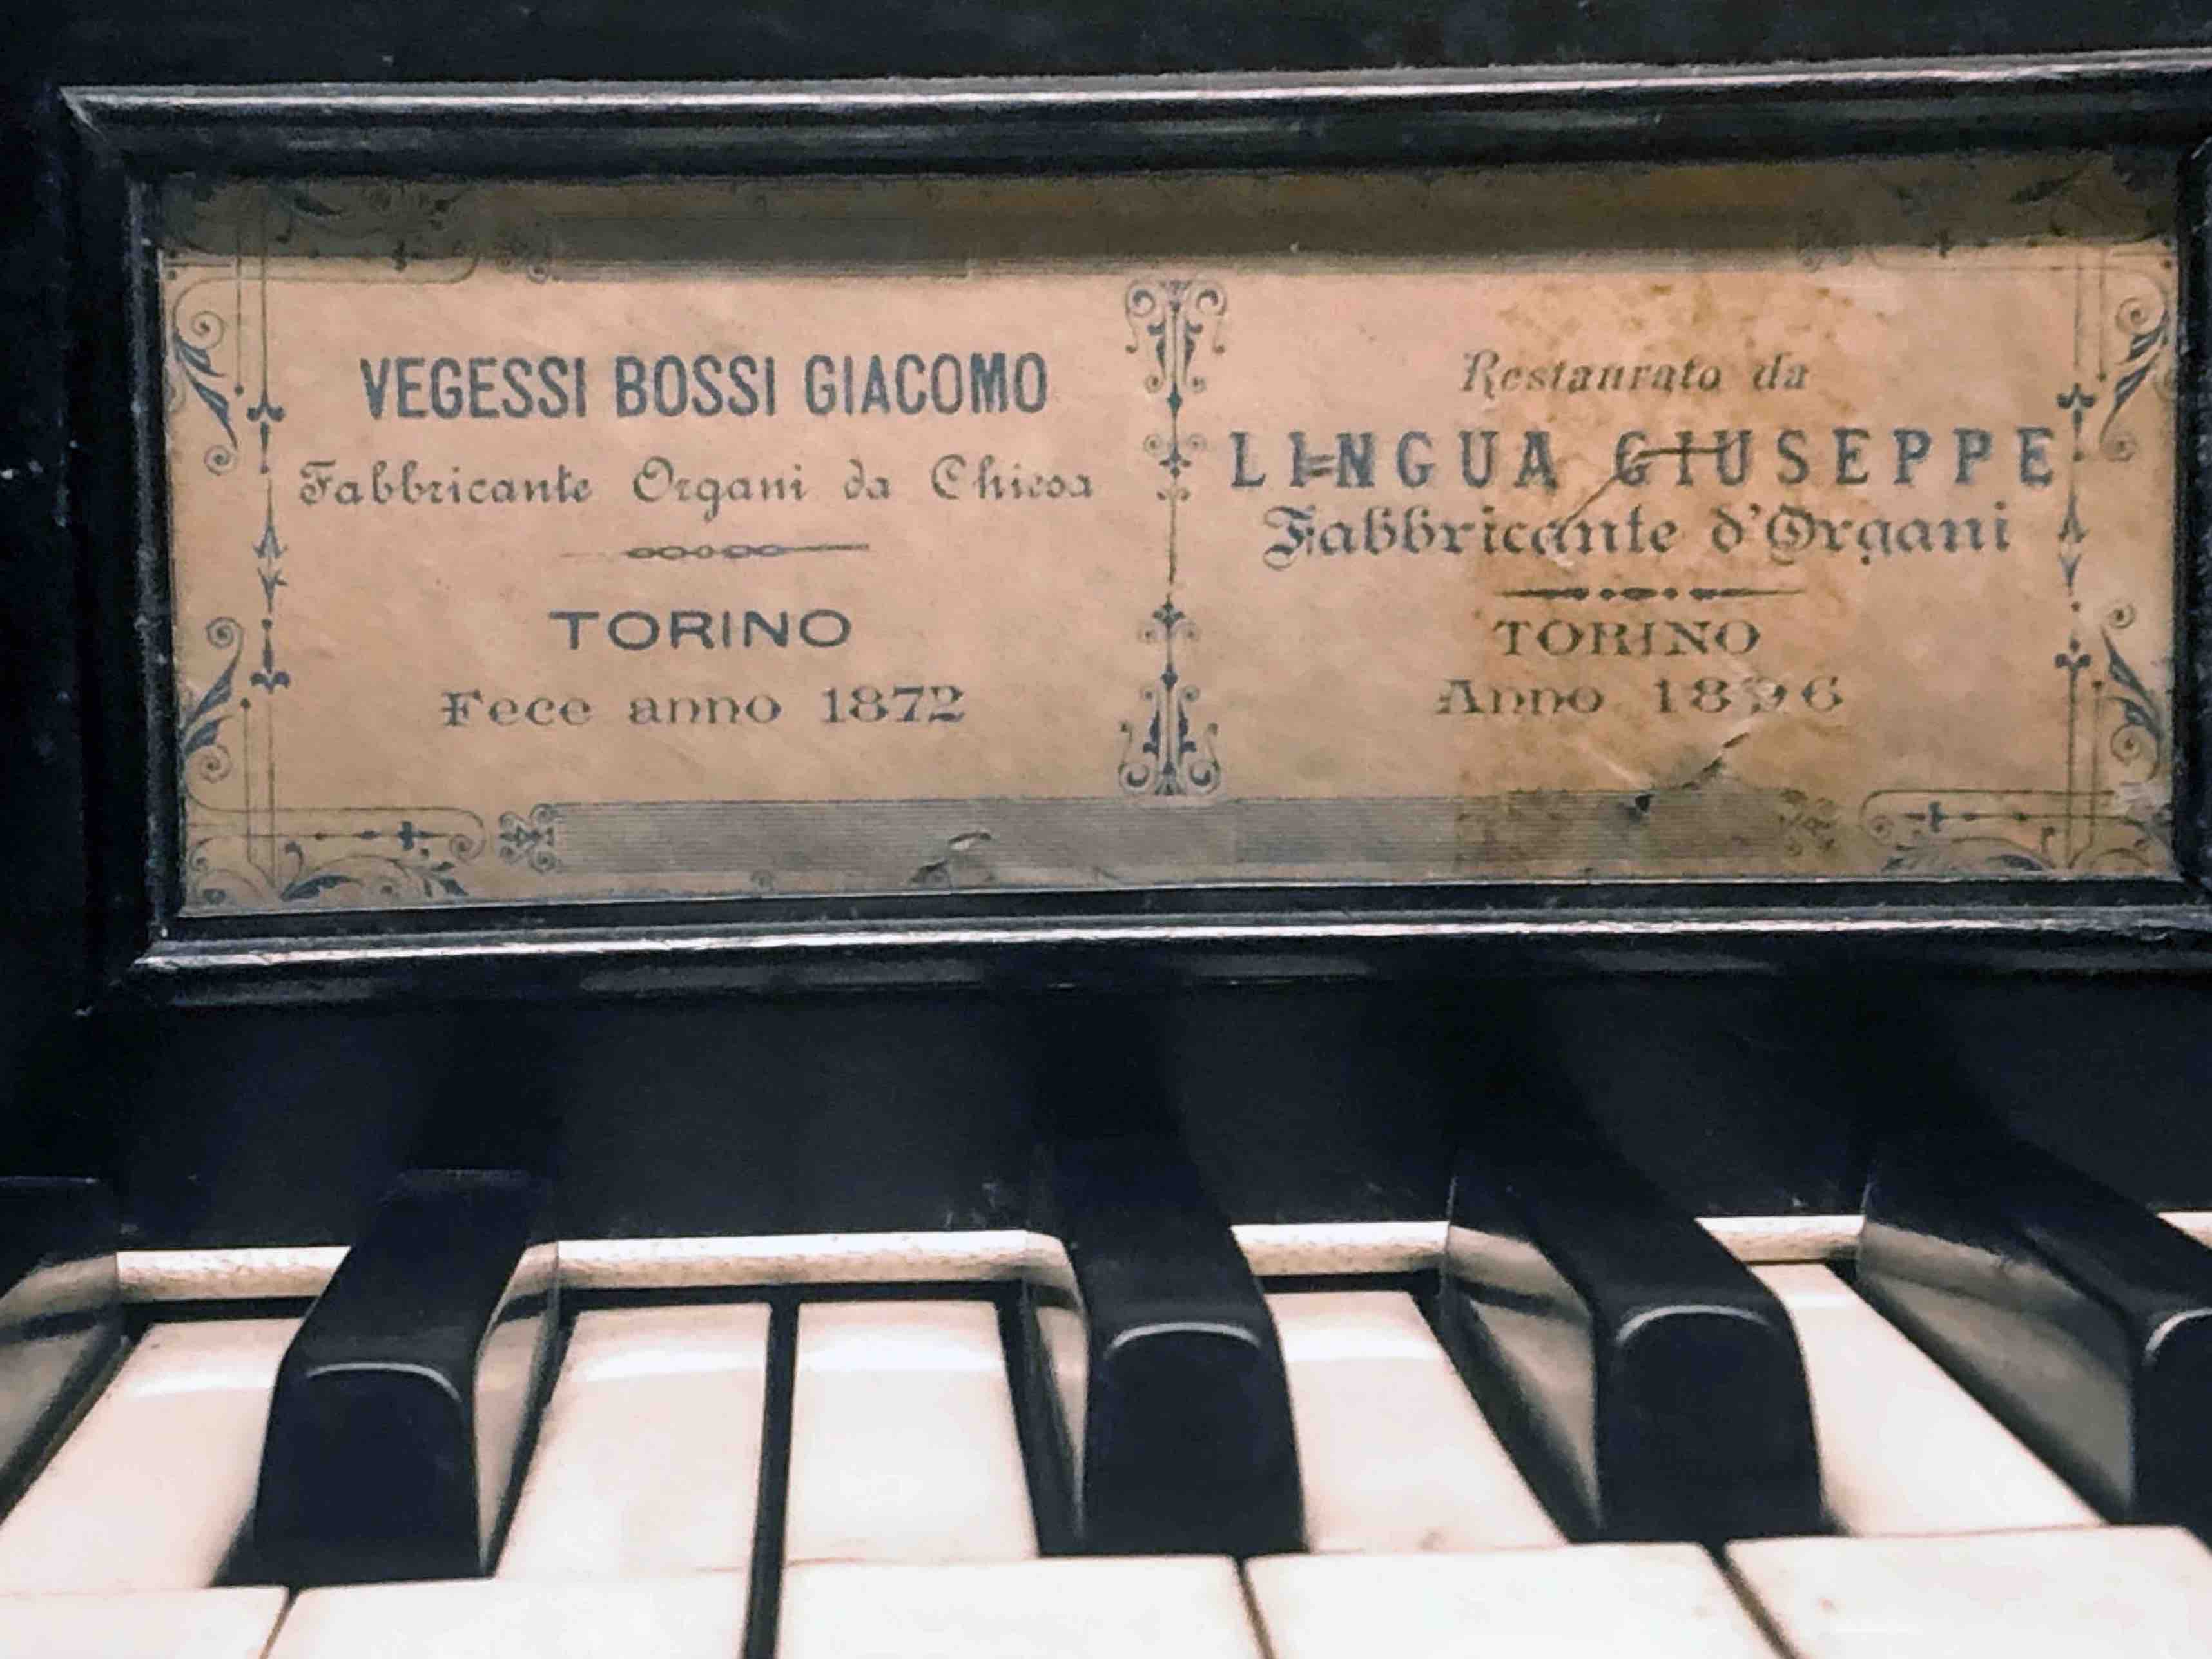 VEGESSI BOSSI GIACOMO
Fabbricante Organi da Chiesa
TORINO
Fece anno 1872
Restaurato da
LINGUA GIUSEPPE
Fabbricante d'Organi
TORINO
Anno 1896